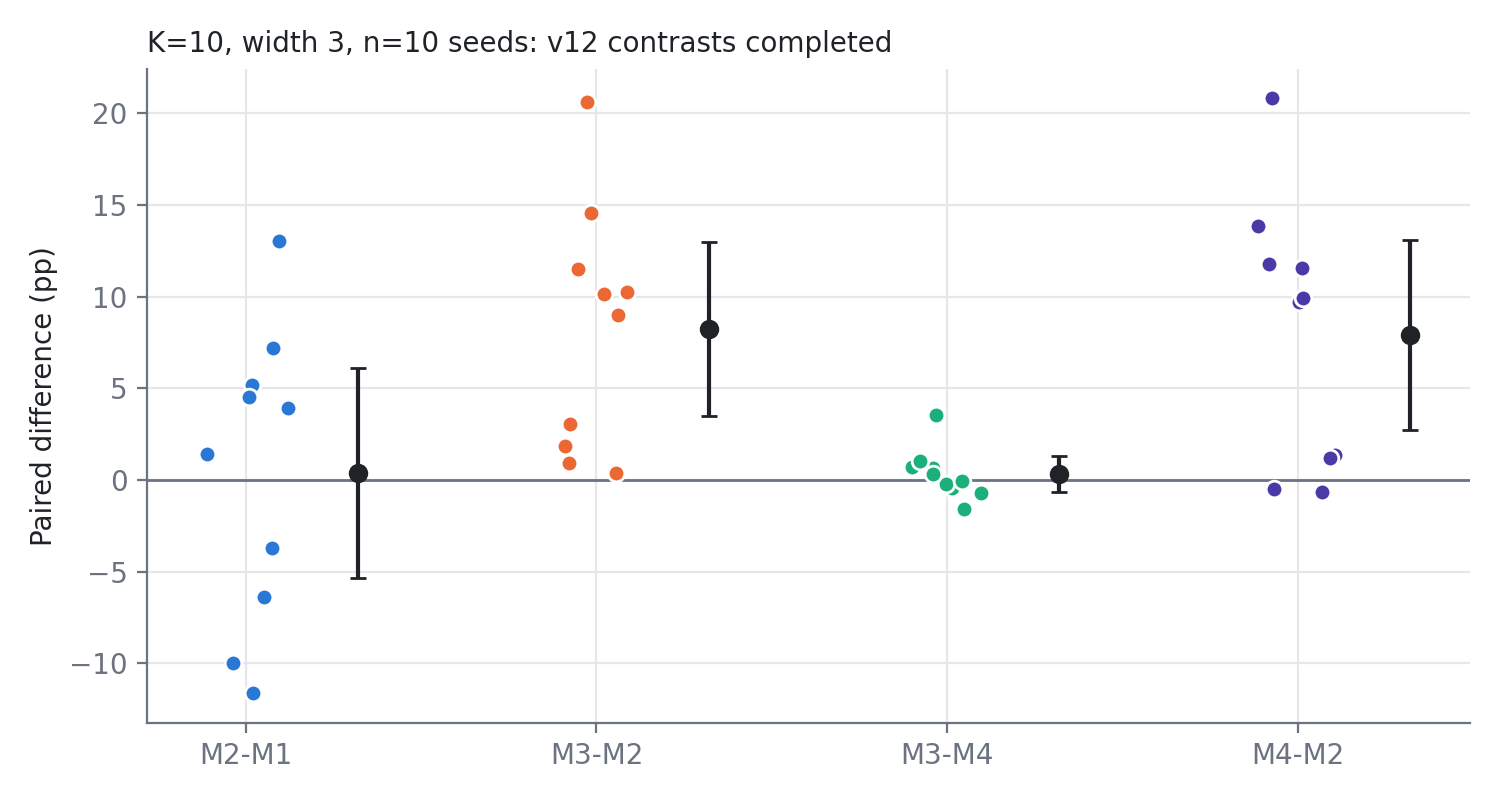 K=10, width 3, n=10 seeds: v12 contrasts completed
Paired difference (pp)
20
15
10
5
0
−5
−10
M2-M1
M3-M2
M3-M4
M4-M2